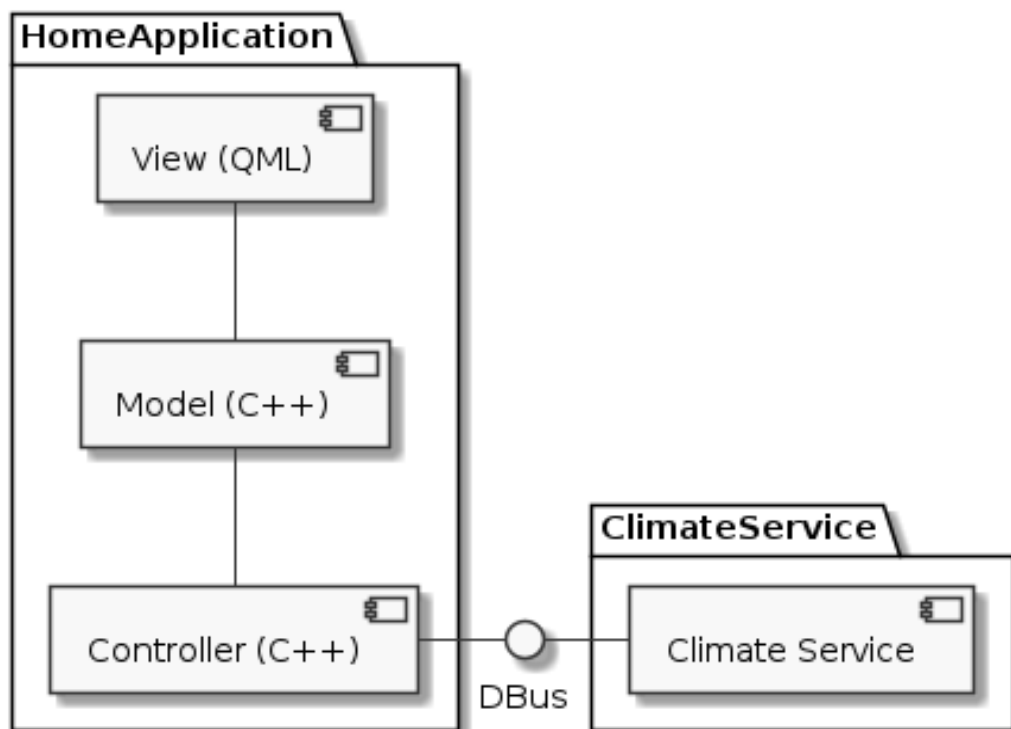 HomeApplication
View (QML)
Model (C++)
ClimateService
Controller (C++)
DBus
Climate Service